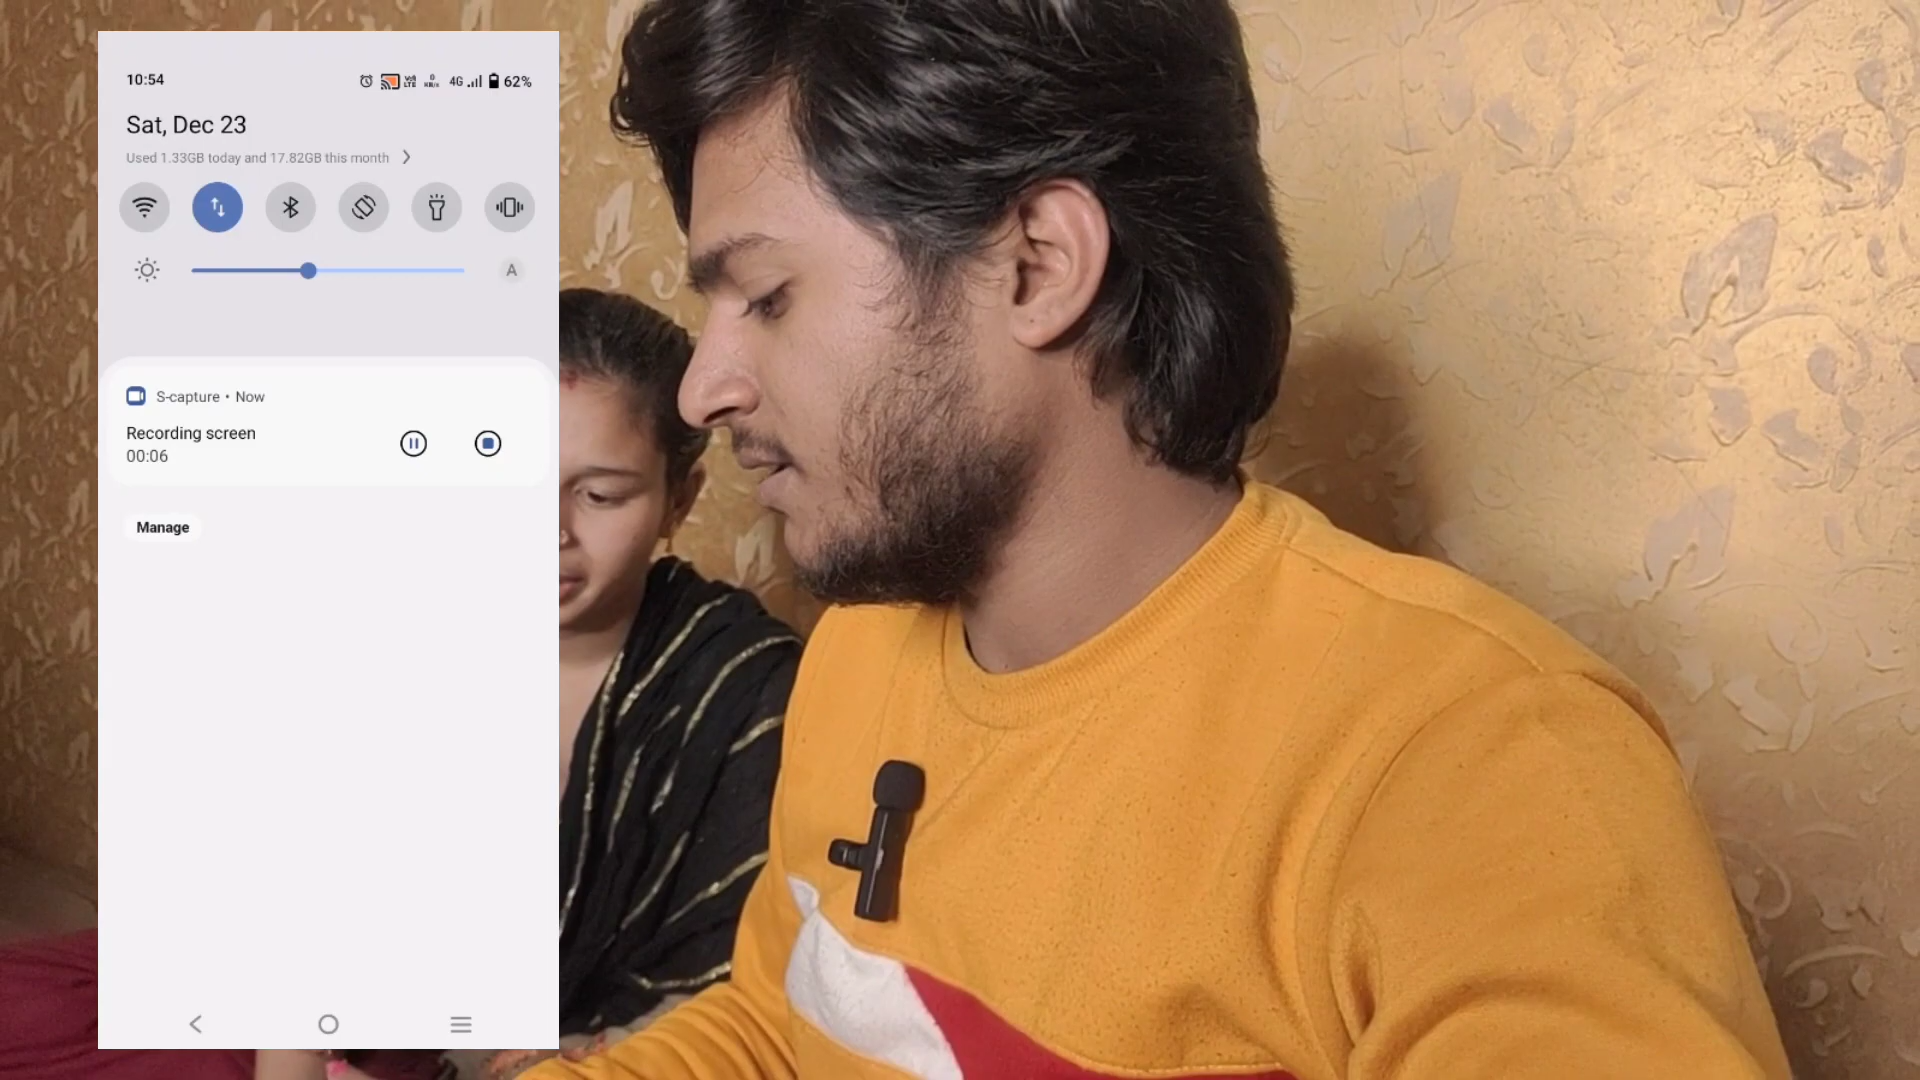 10:54
4G 62%
Sat, Dec 23
Used 1.33GB today and 17.82GB this month
A
S-capture • Now
Recording screen
00:06
Manage